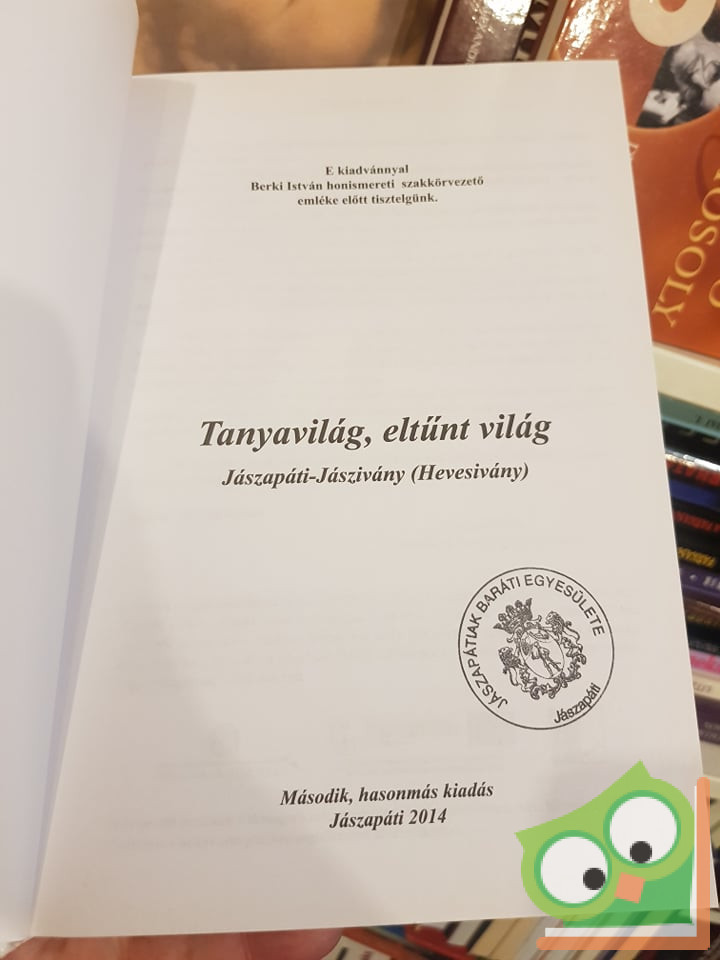 E kiadvánnyal
Berki István honismereti szakkörvezető
emléke előtt tisztelgünk.
Tanyavilág, eltűnt világ
Jászapáti-Jászivány (Hevesivány)
JÁSZAPÁTIAK BARÁTI EGYESÜLETE
Jászapáti
Második, hasonmás kiadás
Jászapáti 2014
OSOLY